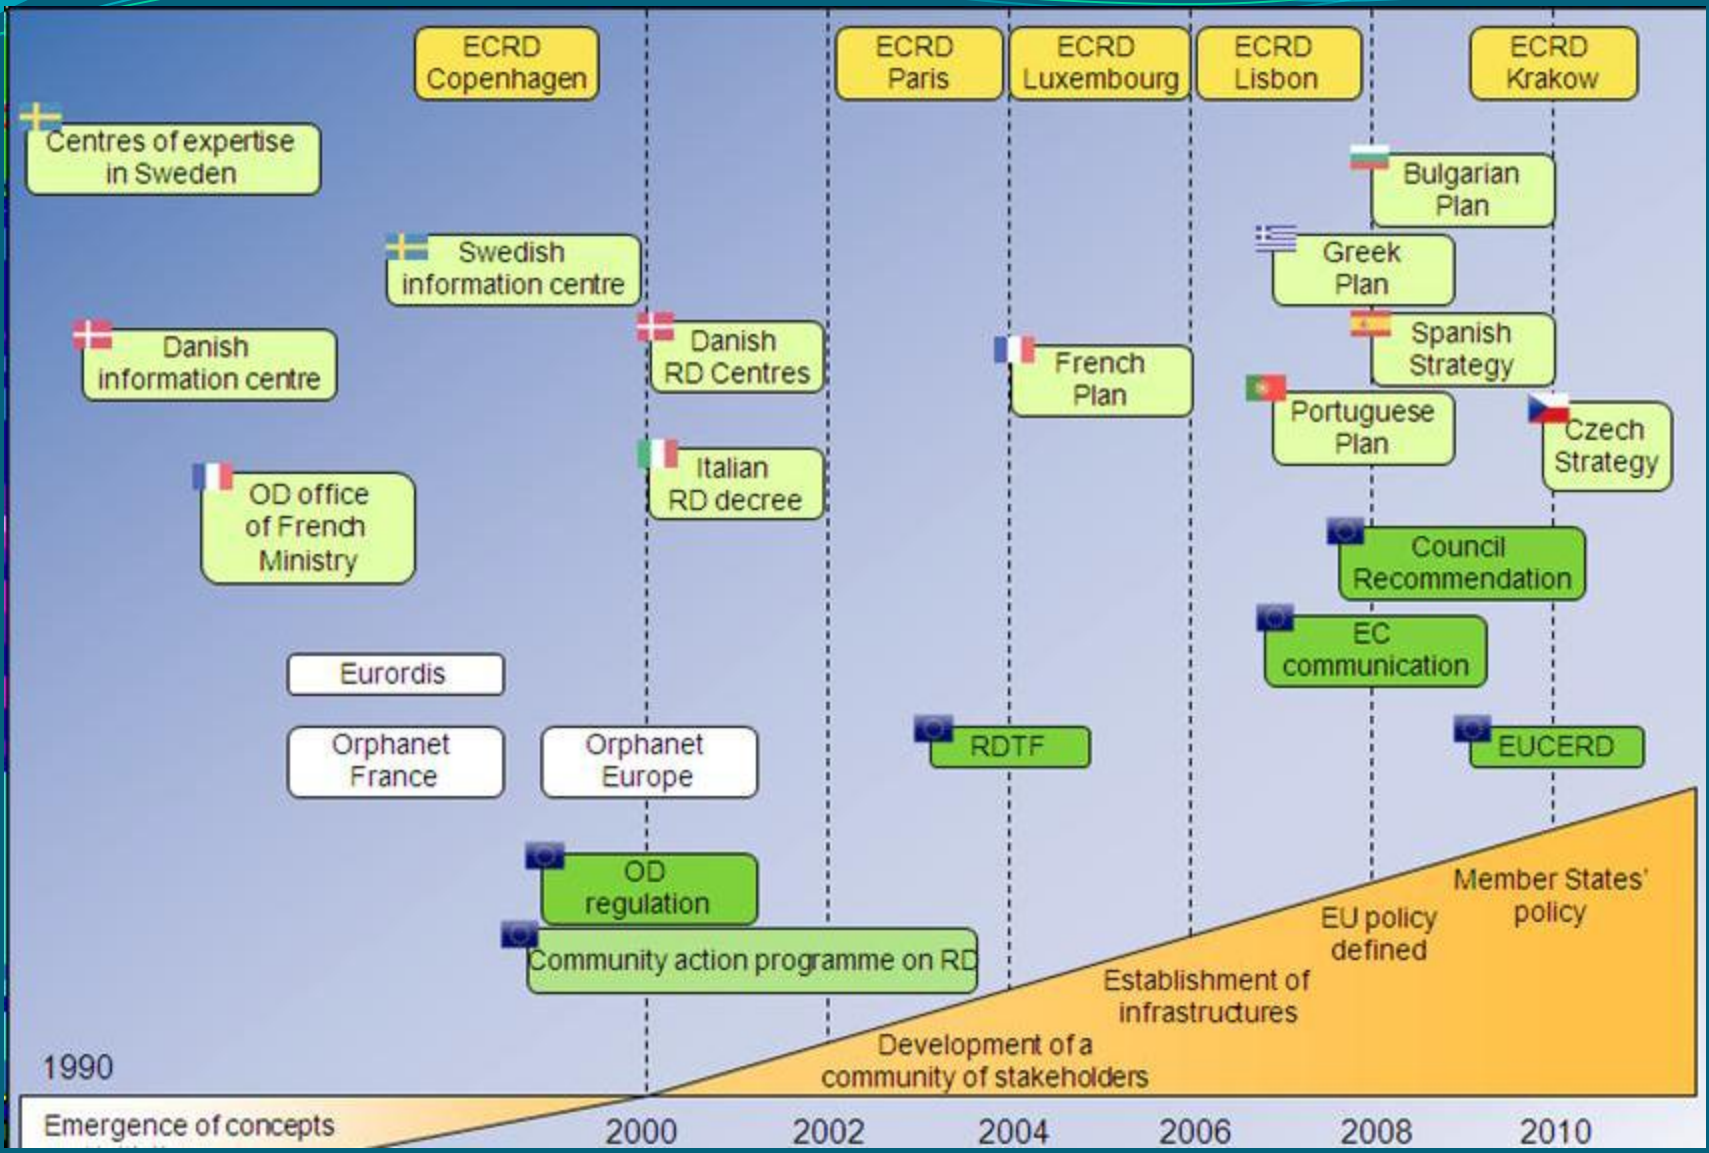 ECRD
Copenhagen
ECRD
Paris
ECRD
Luxembourg
ECRD
Lisbon
ECRD
Krakow
Centres of expertise
in Sweden
Bulgarian
Plan
Swedish
information centre
Greek
Plan
Danish
information centre
Danish
RD Centres
French
Plan
Spanish
Strategy
Portuguese
Plan
Czech
Strategy
OD office
of French
Ministry
Italian
RD decree
Council
Recommendation
EC
communication
Eurordis
Orphanet
France
Orphanet
Europe
RDTF
EUCERD
OD
regulation
Community action programme on RD
Member States'
policy
EU policy
defined
Establishment of
infrastructures
Development of a
community of stakeholders
1990
Emergence of concepts
2000
2002
2004
2006
2008
2010